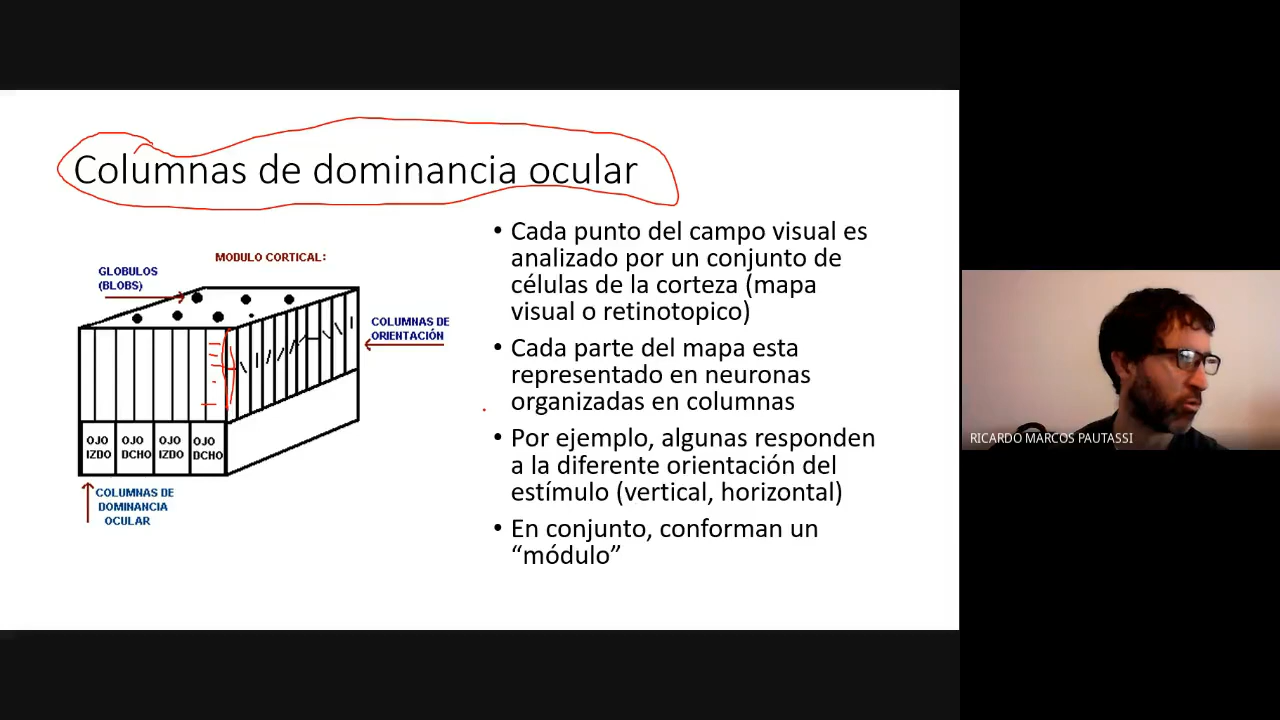 Columnas de dominancia ocular
MODULO CORTICAL:
GLOBULOS
(BLOBS)
COLUMNAS DE
ORIENTACIÓN
OJO
IZDO
OJO
DCHO
OJO
IZDO
OJO
DCHO
COLUMNAS DE
DOMINANCIA
OCULAR
• Cada punto del campo visual es
analizado por un conjunto de
células de la corteza (mapa
visual o retinotopico)
• Cada parte del mapa esta
representado en neuronas
organizadas en columnas
• Por ejemplo, algunas responden
a la diferente orientación del
estímulo (vertical, horizontal)
• En conjunto, conforman un
“módulo”
RICARDO MARCOS PAUTASSI